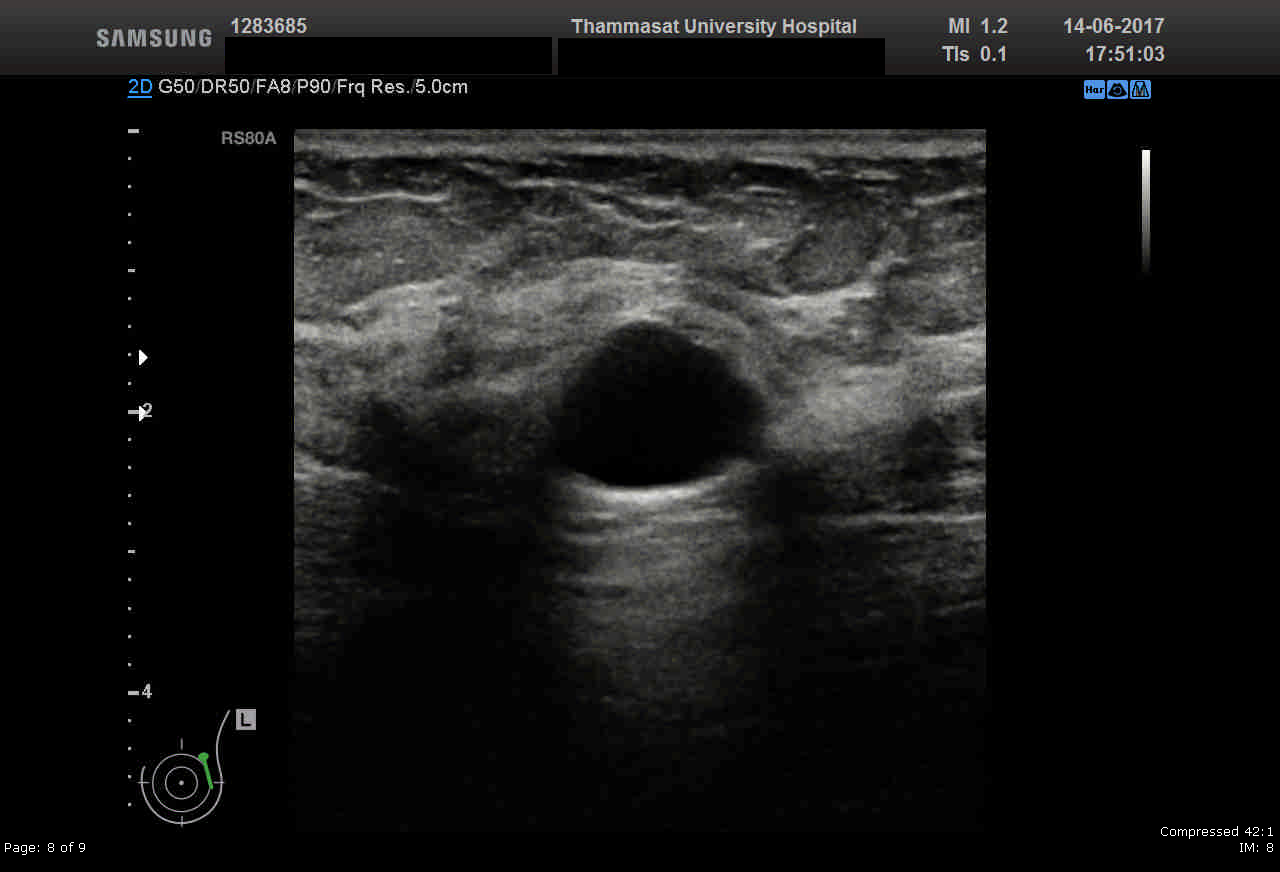 SAMSUNG
1283685
Thammasat University Hospital
MI 1.2
14-06-2017
TIs 0.1
17:51:03
2D G50/DR50/FA8/P90/Frq Res./5.0cm
Har
RS80A
2
4
L
Compressed 42:1
Page: 8 of 9
IM: 8